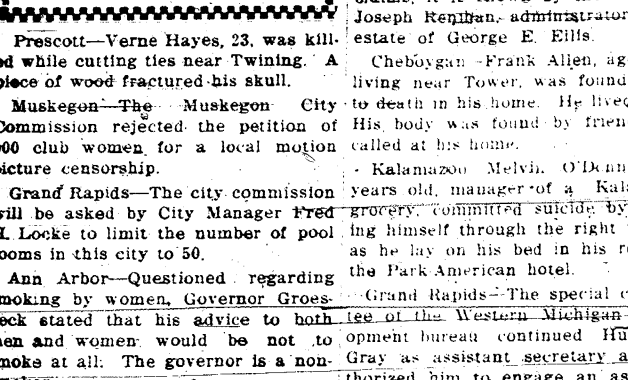 Prescott—Verne Hayes, 23, was kill-
ed while cutting ties near Twining. A
piece of wood fractured his skull.
Muskegon—The Muskegon City
Commission rejected the petition of
00 club women for a local motion
picture censorship.
Grand Rapids—The city commission
will be asked by City Manager Fred
H. Locke to limit the number of pool
rooms in this city to 50.
Ann Arbor—Questioned regarding
smoking by women, Governor Groes-
beck stated that his advice to both
men and women would be not to
smoke at all. The governor is a non-
Joseph Renihan, administrator
estate of George E. Ellis.
Cheboygan—Frank Allen, ag
living near Tower, was found
to death in his home. He lived
His body was found by frien
called at his home.
Kalamazoo Melvin O'Donn
years old, manager of a Kala
grocery, committed suicide by
ing himself through the right
as he lay on his bed in his r
the Park-American hotel.
Grand Rapids—The special c
tee of the Western Michigan
opment bureau continued Hu
Gray as assistant secretary a
thorized him to engage an as